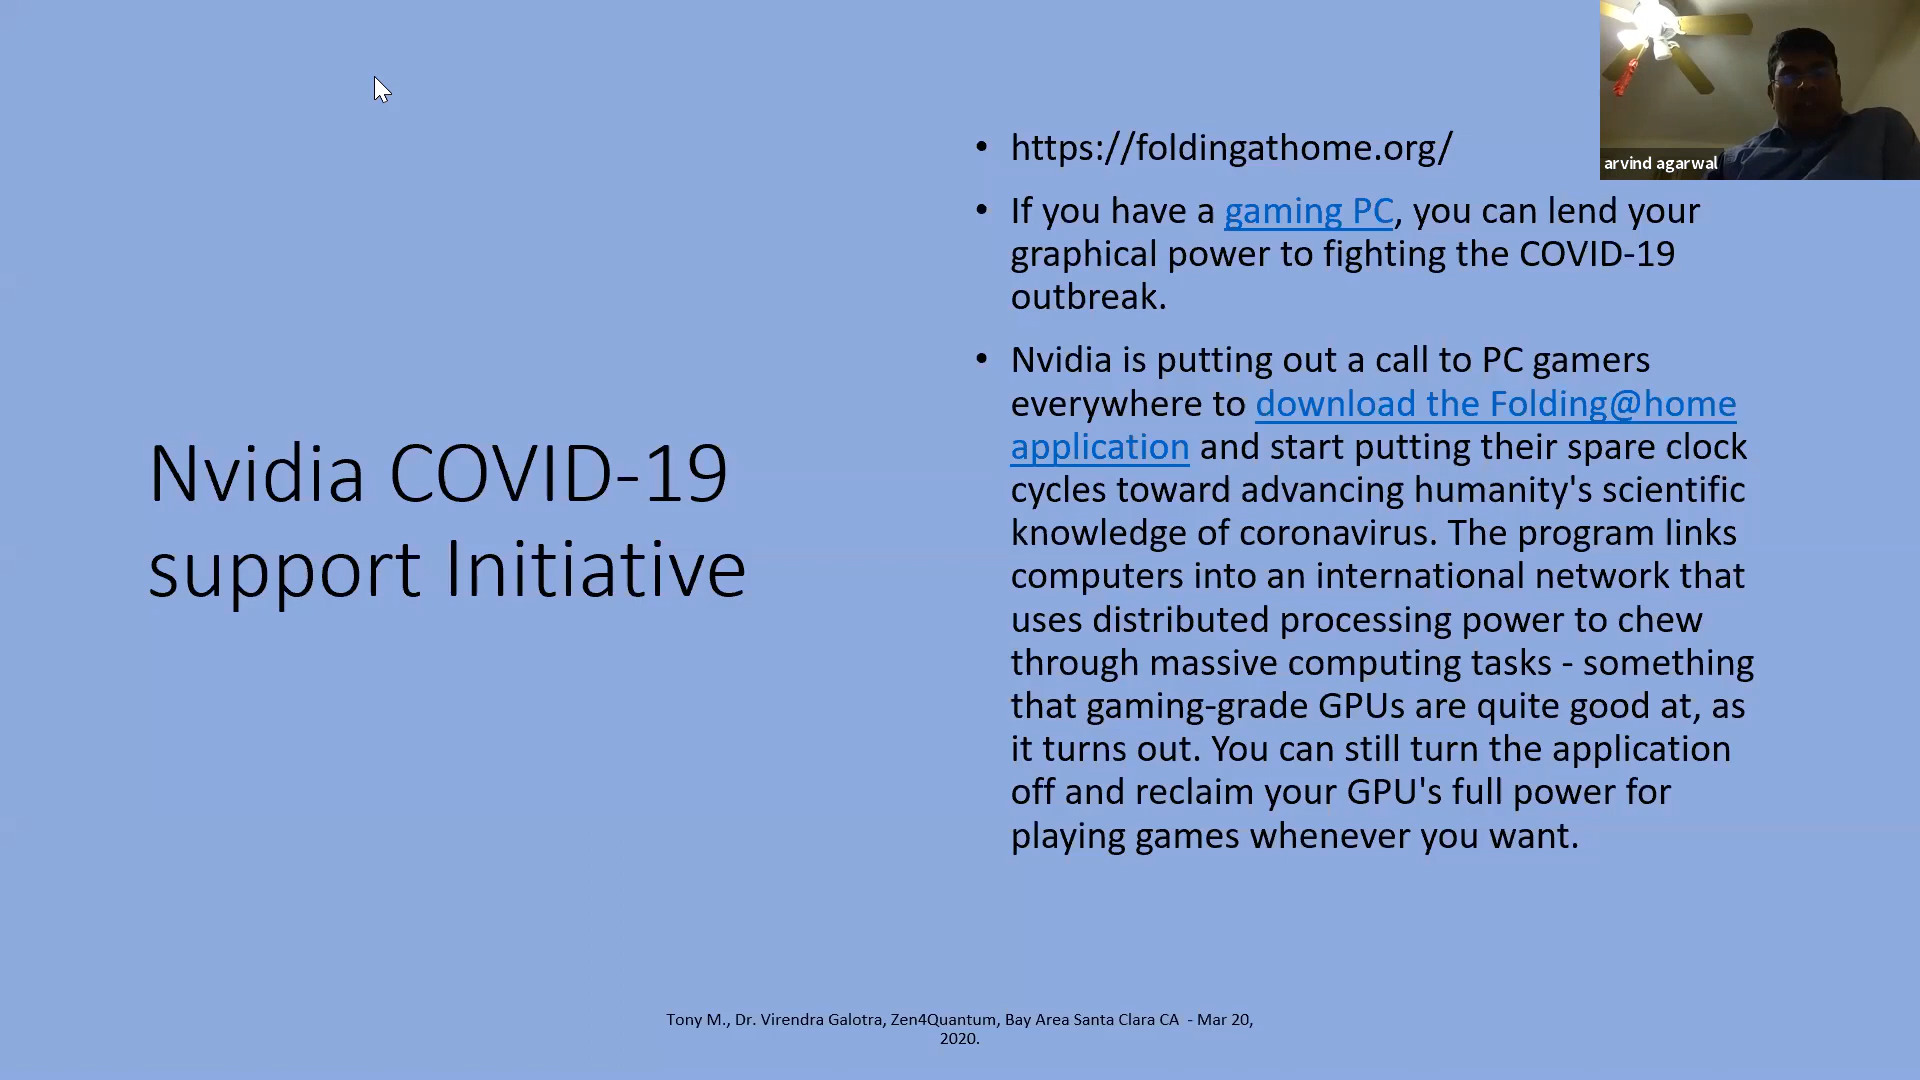 Nvidia COVID-19
support Initiative
• https://foldingathome.org/
• If you have a gaming PC, you can lend your
graphical power to fighting the COVID-19
outbreak.
• Nvidia is putting out a call to PC gamers
everywhere to download the Folding@home
application and start putting their spare clock
cycles toward advancing humanity's scientific
knowledge of coronavirus. The program links
computers into an international network that
uses distributed processing power to chew
through massive computing tasks - something
that gaming-grade GPUs are quite good at, as
it turns out. You can still turn the application
off and reclaim your GPU's full power for
playing games whenever you want.
arvind agarwal
Tony M., Dr. Virendra Galotra, Zen4Quantum, Bay Area Santa Clara CA - Mar 20,
2020.